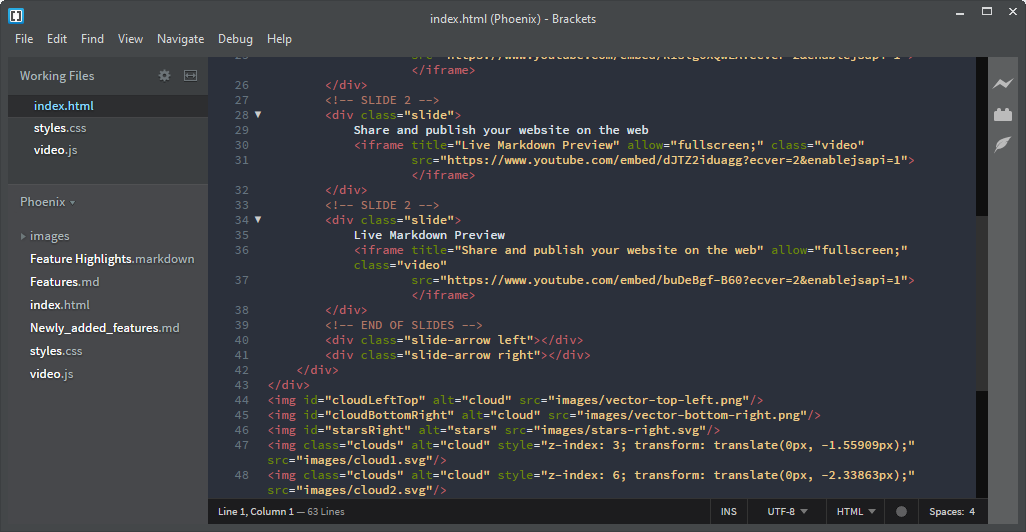 index.html (Phoenix) - Brackets
File Edit Find View Navigate Debug Help
Working Files
index.html
styles.css
video.js
Phoenix
images
Feature Highlights.markdown
Features.md
index.html
Newly_added_features.md
styles.css
video.js
</iframe>
26 </div>
27 <!-- SLIDE 2 -->
28 <div class="slide">
29 Share and publish your website on the web
30 <iframe title="Live Markdown Preview" allow="fullscreen;" class="video"
31 src="https://www.youtube.com/embed/dJTZ2iduagg?ecver=2&enablejsapi=1">
</iframe>
32 </div>
33 <!-- SLIDE 2 -->
34 <div class="slide">
35 Live Markdown Preview
36 <iframe title="Share and publish your website on the web" allow="fullscreen;"
class="video"
37 src="https://www.youtube.com/embed/buDeBgf-B60?ecver=2&enablejsapi=1">
</iframe>
38 </div>
39 <!-- END OF SLIDES -->
40 <div class="slide-arrow left"></div>
41 <div class="slide-arrow right"></div>
42 </div>
43 </div>
44 <img id="cloudLeftTop" alt="cloud" src="images/vector-top-left.png"/>
45 <img id="cloudBottomRight" alt="cloud" src="images/vector-bottom-right.png"/>
46 <img id="starsRight" alt="stars" src="images/stars-right.svg"/>
47 <img class="clouds" alt="cloud" style="z-index: 3; transform: translate(0px, -1.55909px);"
src="images/cloud1.svg"/>
48 <img class="clouds" alt="cloud" style="z-index: 6; transform: translate(0px, -2.33863px);"
src="images/cloud2.svg"/>
Line 1, Column 1 — 63 Lines INS UTF-8 HTML Spaces: 4